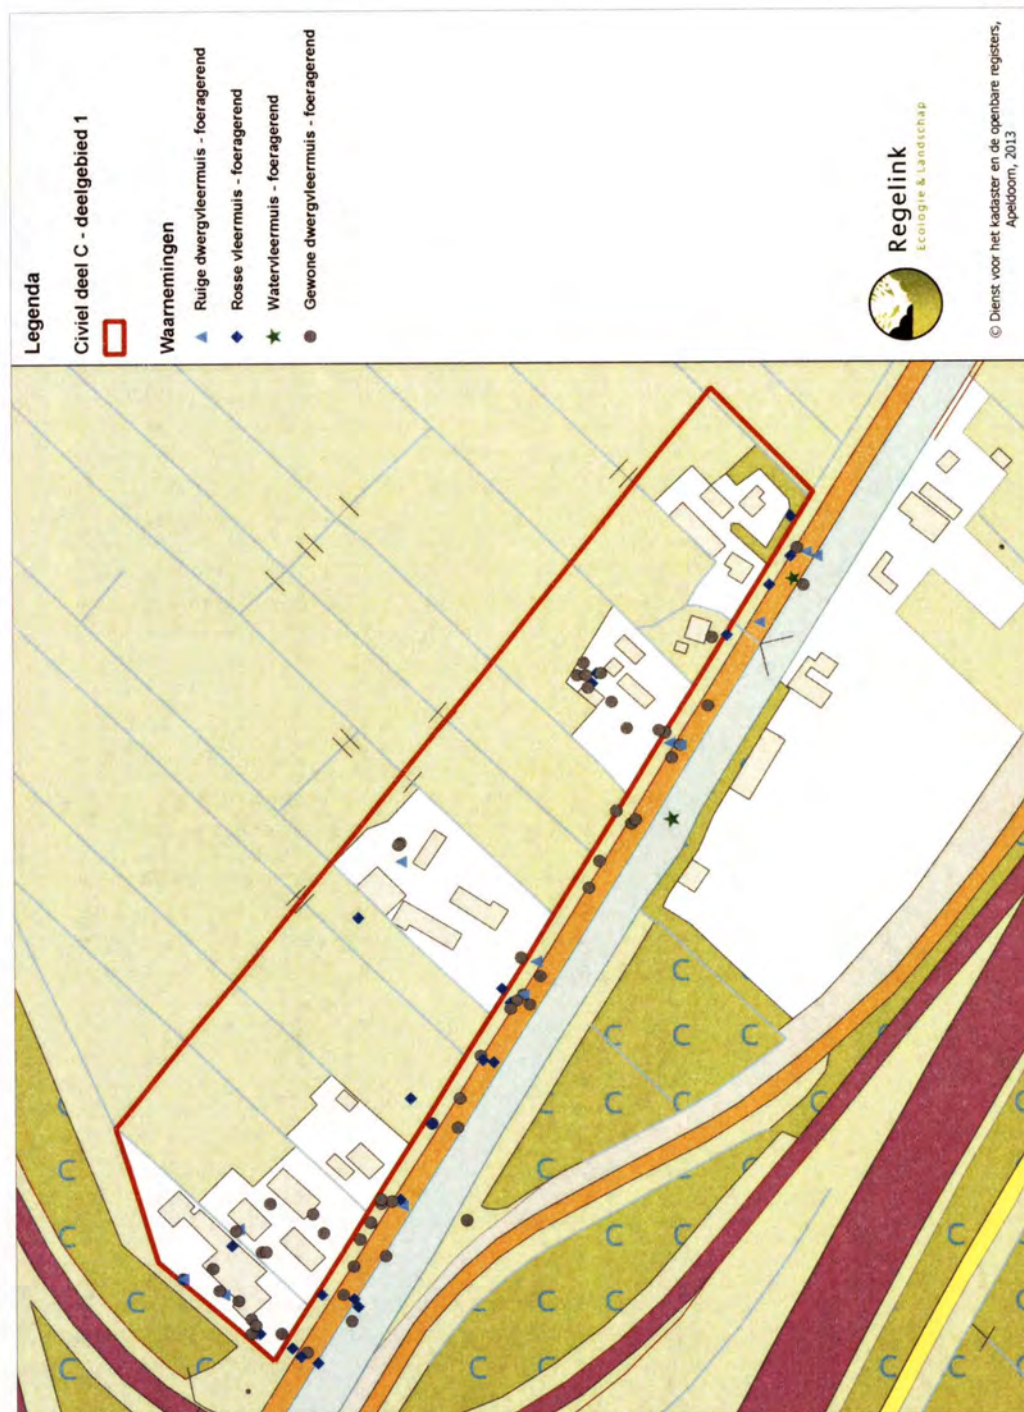 Legenda
Civiel deel C - deelgebied 1
Waarnemingen
Ruige dwergvleermuis - foeragerend
Rosse vleermuis - foeragerend
Watervleermuis - foeragerend
Gewone dwergvleermuis - foeragerend
Regelink
Ecologie & Landschap
© Dienst voor het kadaster en de openbare registers,
Apeldoorn, 2013